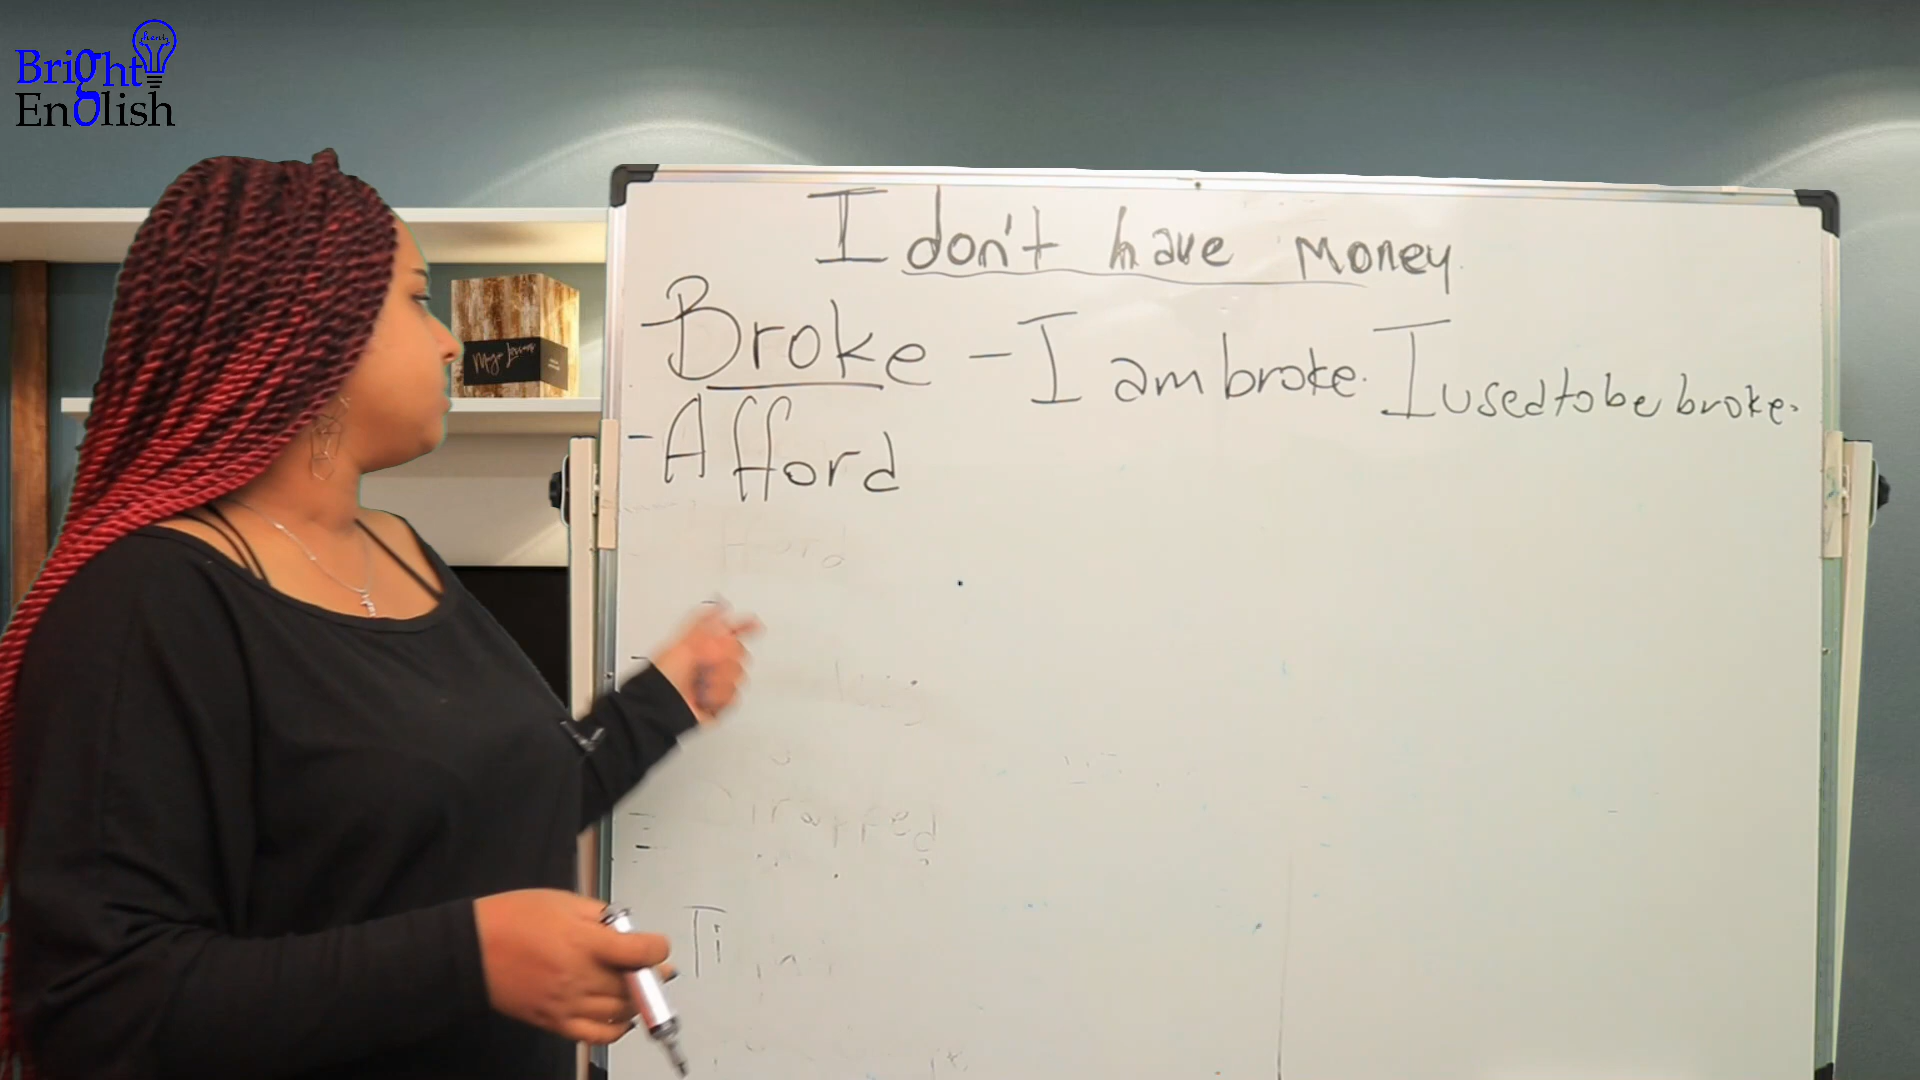 Bright
English
I don't have Money.
Broke - I am broke. I used to be broke.
- Afford